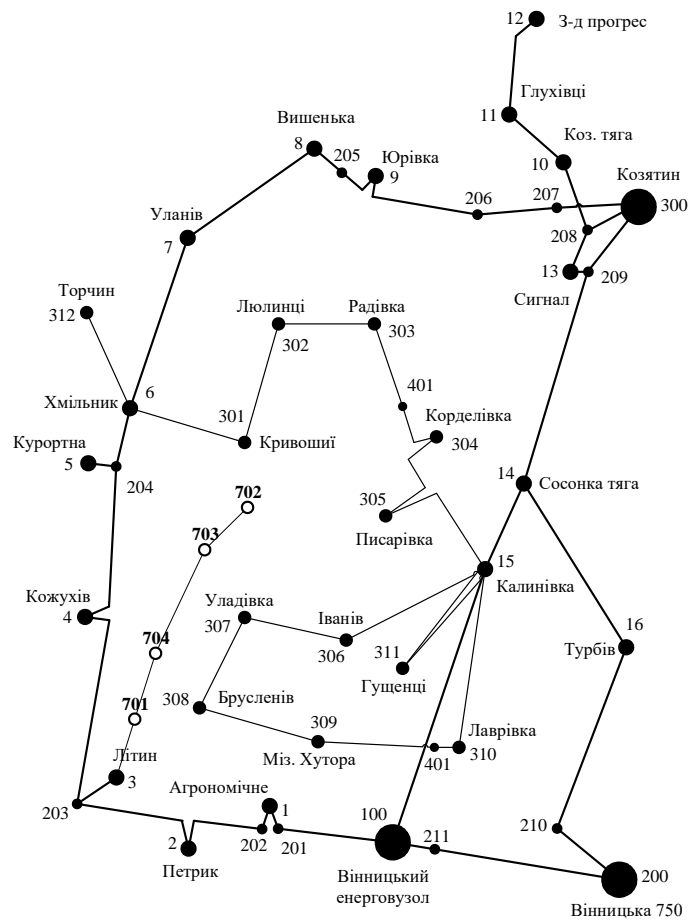 12
З-д прогрес
Глухівці
11
Коз. тяга
Вишенька
8
205
Юрівка
9
10
Козятин
206
207
300
208
Уланів
7
13
209
Сигнал
Торчин
312
Люлинці
302
Радівка
303
6
Хмільник
301
Кривошиї
401
Корделівка
304
Курортна
5
204
14
Сосонка тяга
702
703
305
Писарівка
15
Калинівка
Кожухів
4
Уладівка
307
Іванів
306
311
Гущенці
16
Турбів
704
701
308
Брусленів
309
Міз. Хутора
Лаврівка
401
310
Літин
3
203
Агрономічне
1
100
202
201
211
210
2
Петрик
Вінницький
енерговузол
200
Вінницька 750